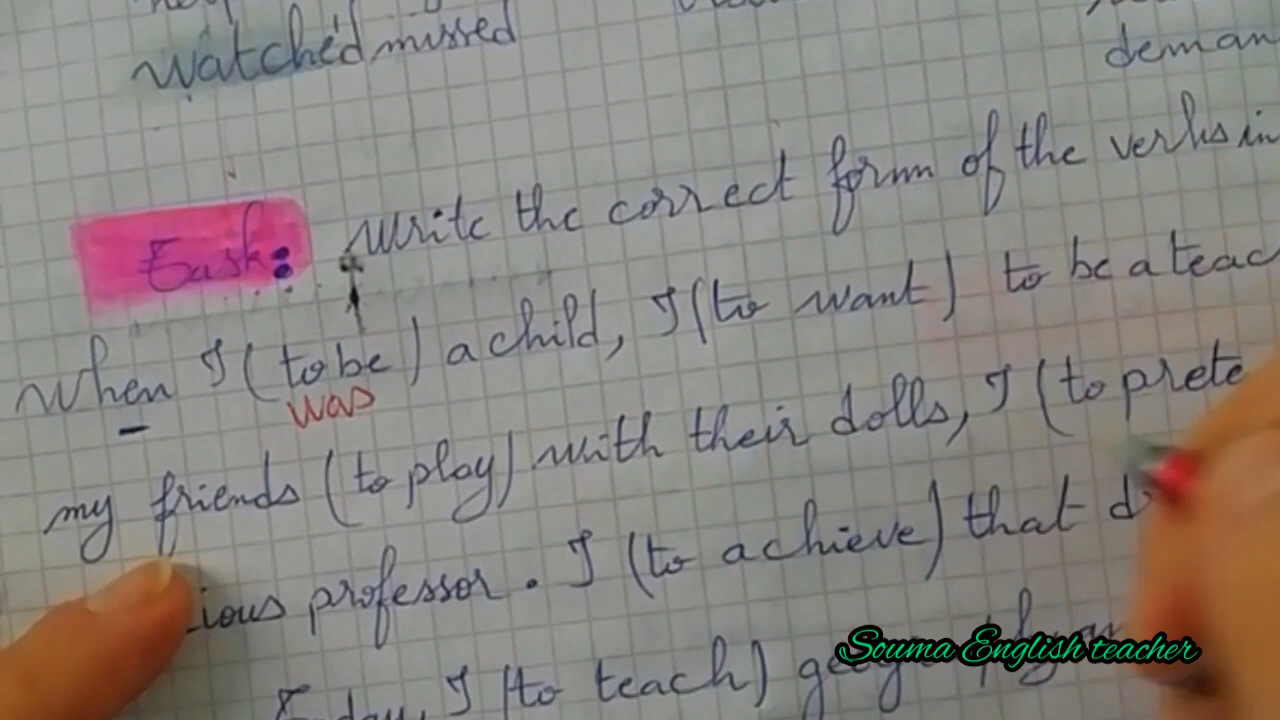 watched missed
deman
Task: write the correct form of the verbs in
When I (to be) a child, I (to want) to be a teac
was
my friends (to play) with their dolls, I (to prete
ious professor. I (to achieve) that d
I (to teach)
Souma English teacher